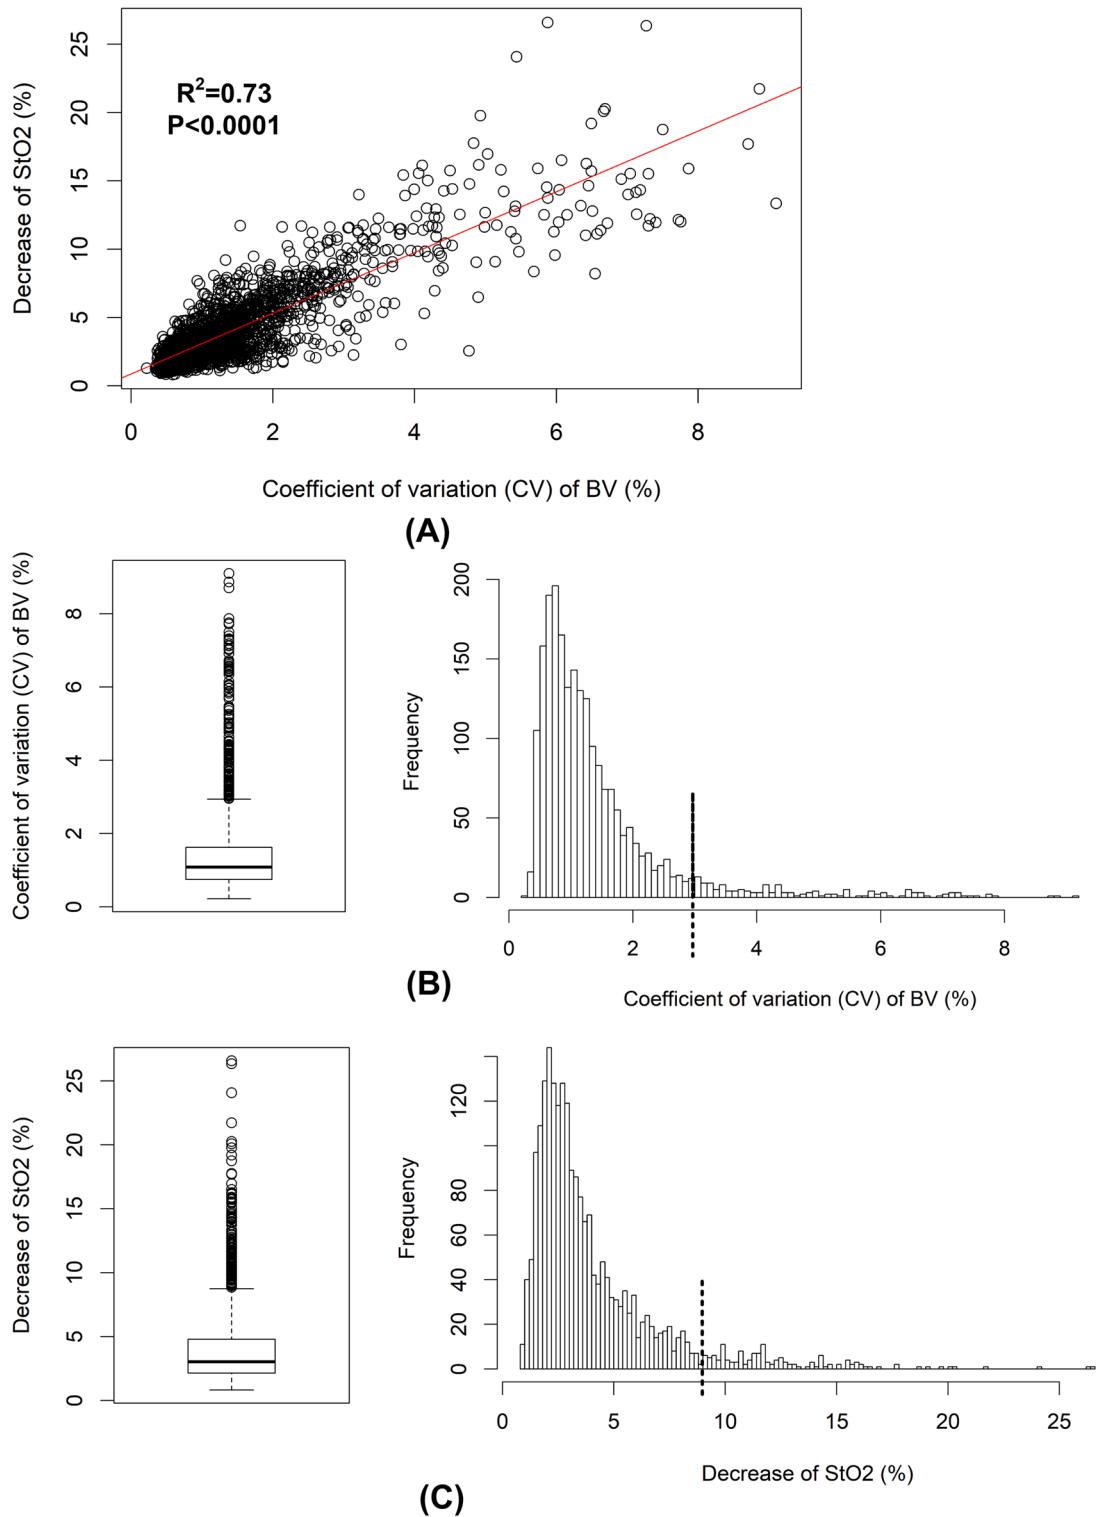 Decrease of StO2 (%)
25
20
15
10
5
0
R2=0.73
P<0.0001
0 2 4 6 8
Coefficient of variation (CV) of BV (%)
(A)
Coefficient of variation (CV) of BV (%)
8
6
4
2
0
Frequency
200
150
100
50
0
0 2 4 6 8
Coefficient of variation (CV) of BV (%)
(B)
Decrease of StO2 (%)
25
20
15
10
5
0
Frequency
120
80
60
40
20
0
0 5 10 15 20 25
Decrease of StO2 (%)
(C)